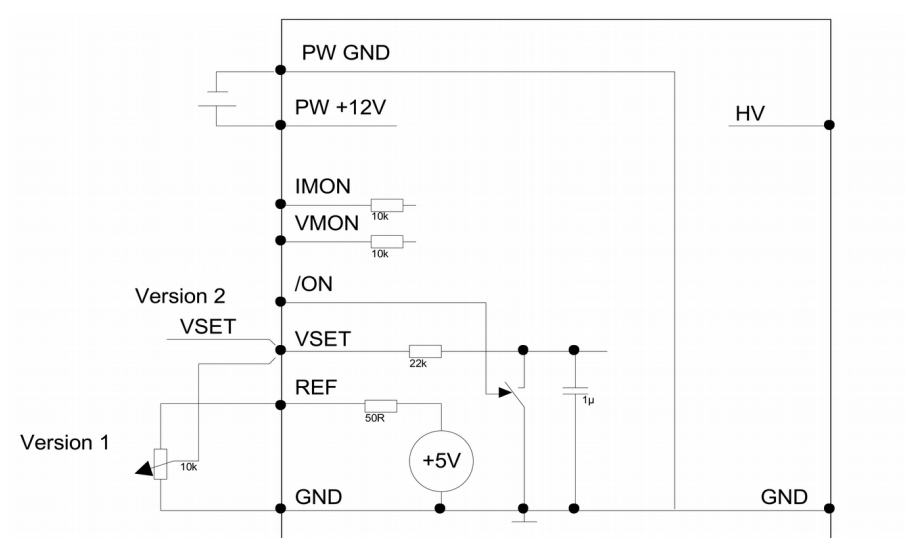 PW GND
PW +12V
HV
IMON
10k
VMON
10k
/ON
Version 2
VSET
VSET
22k
REF
1µ
50R
Version 1
10k
+5V
GND
GND